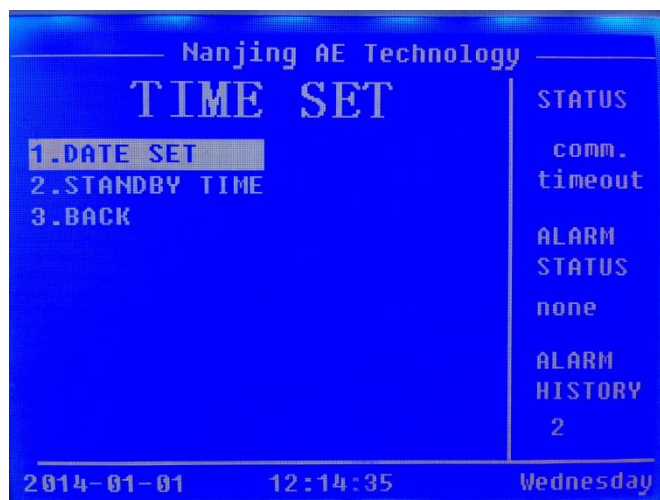 Nanjing AE Technology
TIME SET
1.DATE SET
2.STANDBY TIME
3.BACK
STATUS
comm.
timeout
ALARM
STATUS
none
ALARM
HISTORY
2
2014-01-01 12:14:35 Wednesday